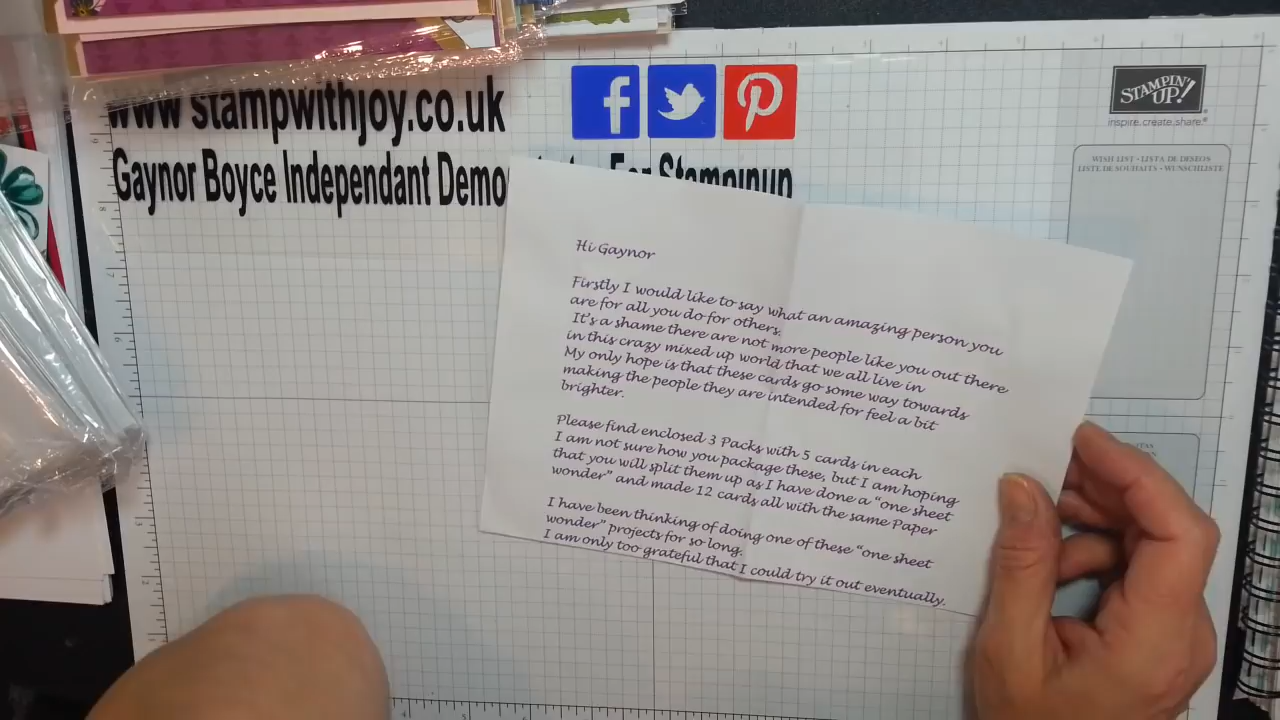 www stampwithjoy.co.uk
Gaynor Boyce Independant Demo For Stampinup
STAMPIN' UP!
inspire.create.share.
WISH LIST • LISTA DE DESEOS
LISTE DE SOUHAITS • WUNSCHLISTE
Hi Gaynor
Firstly I would like to say what an amazing person you
are for all you do for others.
It's a shame there are not more people like you out there
in this crazy mixed up world that we all live in
My only hope is that these cards go some way towards
making the people they are intended for feel a bit
brighter.
Please find enclosed 3 Packs with 5 cards in each
I am not sure how you package these, but I am hoping
that you will split them up as I have done a "one sheet
wonder" and made 12 cards all with the same Paper
I have been thinking of doing one of these "one sheet
wonder" projects for so long.
I am only too grateful that I could try it out eventually.